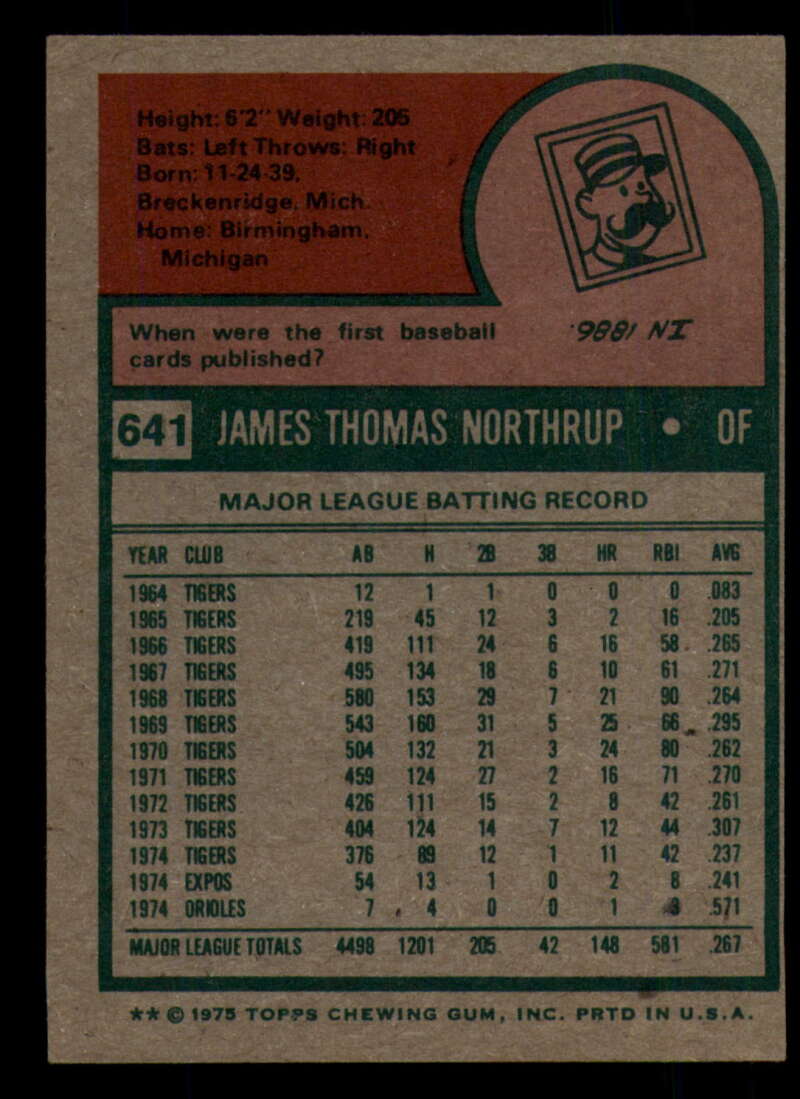 Height: 6'2" Weight: 205
Bats: Left Throws: Right
Born: 11-24-39,
Breckenridge, Mich.
Home: Birmingham,
Michigan
When were the first baseball
cards published?
IN 1886.
641 JAMES THOMAS NORTHRUP • OF
MAJOR LEAGUE BATTING RECORD
YEAR CLUB AB H 2B 3B HR RBI AVG
1964 TIGERS 12 1 1 0 0 0 .083
1965 TIGERS 219 45 12 3 2 16 .205
1966 TIGERS 419 111 24 6 16 58 .265
1967 TIGERS 495 134 18 6 10 61 .271
1968 TIGERS 580 153 29 7 21 90 .264
1969 TIGERS 543 160 31 5 25 66 .295
1970 TIGERS 504 132 21 3 24 80 .262
1971 TIGERS 459 124 27 2 16 71 .270
1972 TIGERS 426 111 15 2 8 42 .261
1973 TIGERS 404 124 14 7 12 44 .307
1974 TIGERS 376 89 12 1 11 42 .237
1974 EXPOS 54 13 1 0 2 8 .241
1974 ORIOLES 7 4 0 0 1 3 .571
MAJOR LEAGUE TOTALS 4498 1201 205 42 148 581 .267
** © 1975 TOPPS CHEWING GUM, INC. PRTD IN U.S.A.